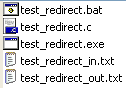 test_redirect.bat
test_redirect.c
test_redirect.exe
test_redirect_in.txt
test_redirect_out.txt